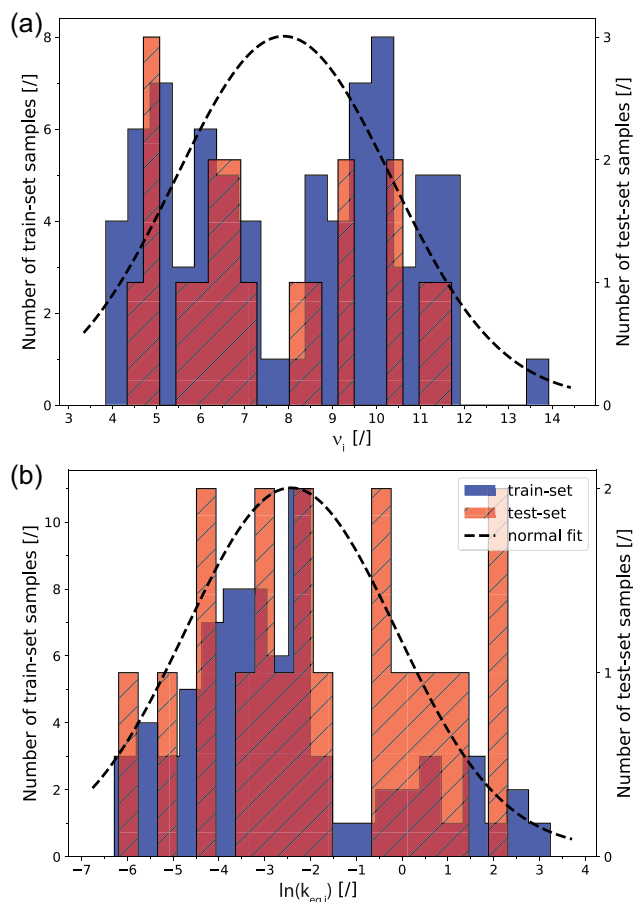 (a)
Number of train-set samples [/]
8
6
4
2
0
Number of test-set samples [/]
3
2
1
0
3 4 5 6 7 8 9 10 11 12 13 14
ν_i [/]
(b)
Number of train-set samples [/]
10
8
6
4
2
0
train-set
test-set
normal fit
Number of test-set samples [/]
2
1
0
−7 −6 −5 −4 −3 −2 −1 0 1 2 3 4
ln(k_eq,i) [/]